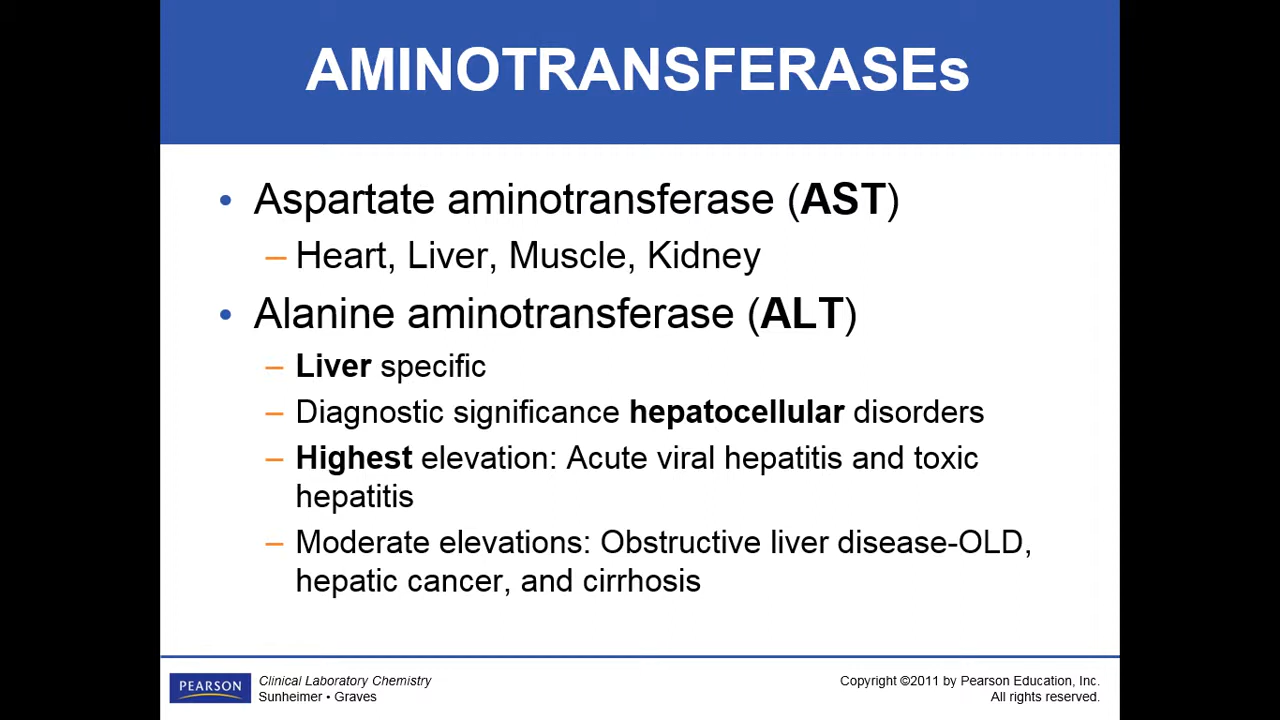 AMINOTRANSFERASEs
• Aspartate aminotransferase (AST)
– Heart, Liver, Muscle, Kidney
• Alanine aminotransferase (ALT)
– Liver specific
– Diagnostic significance hepatocellular disorders
– Highest elevation: Acute viral hepatitis and toxic
hepatitis
– Moderate elevations: Obstructive liver disease-OLD,
hepatic cancer, and cirrhosis
PEARSON
Clinical Laboratory Chemistry
Sunheimer • Graves
Copyright ©2011 by Pearson Education, Inc.
All rights reserved.